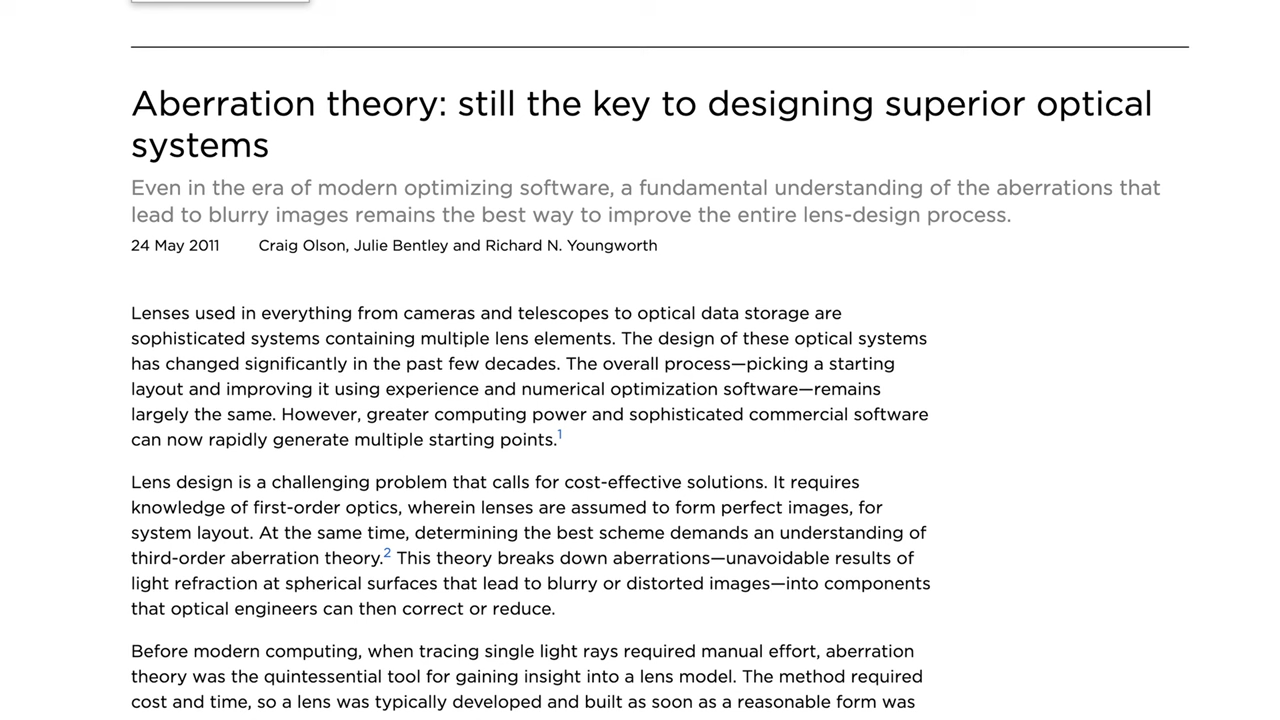 Aberration theory: still the key to designing superior optical
systems
Even in the era of modern optimizing software, a fundamental understanding of the aberrations that
lead to blurry images remains the best way to improve the entire lens-design process.
24 May 2011 Craig Olson, Julie Bentley and Richard N. Youngworth
Lenses used in everything from cameras and telescopes to optical data storage are
sophisticated systems containing multiple lens elements. The design of these optical systems
has changed significantly in the past few decades. The overall process—picking a starting
layout and improving it using experience and numerical optimization software—remains
largely the same. However, greater computing power and sophisticated commercial software
can now rapidly generate multiple starting points.1
Lens design is a challenging problem that calls for cost-effective solutions. It requires
knowledge of first-order optics, wherein lenses are assumed to form perfect images, for
system layout. At the same time, determining the best scheme demands an understanding of
third-order aberration theory.2 This theory breaks down aberrations—unavoidable results of
light refraction at spherical surfaces that lead to blurry or distorted images—into components
that optical engineers can then correct or reduce.
Before modern computing, when tracing single light rays required manual effort, aberration
theory was the quintessential tool for gaining insight into a lens model. The method required
cost and time, so a lens was typically developed and built as soon as a reasonable form was